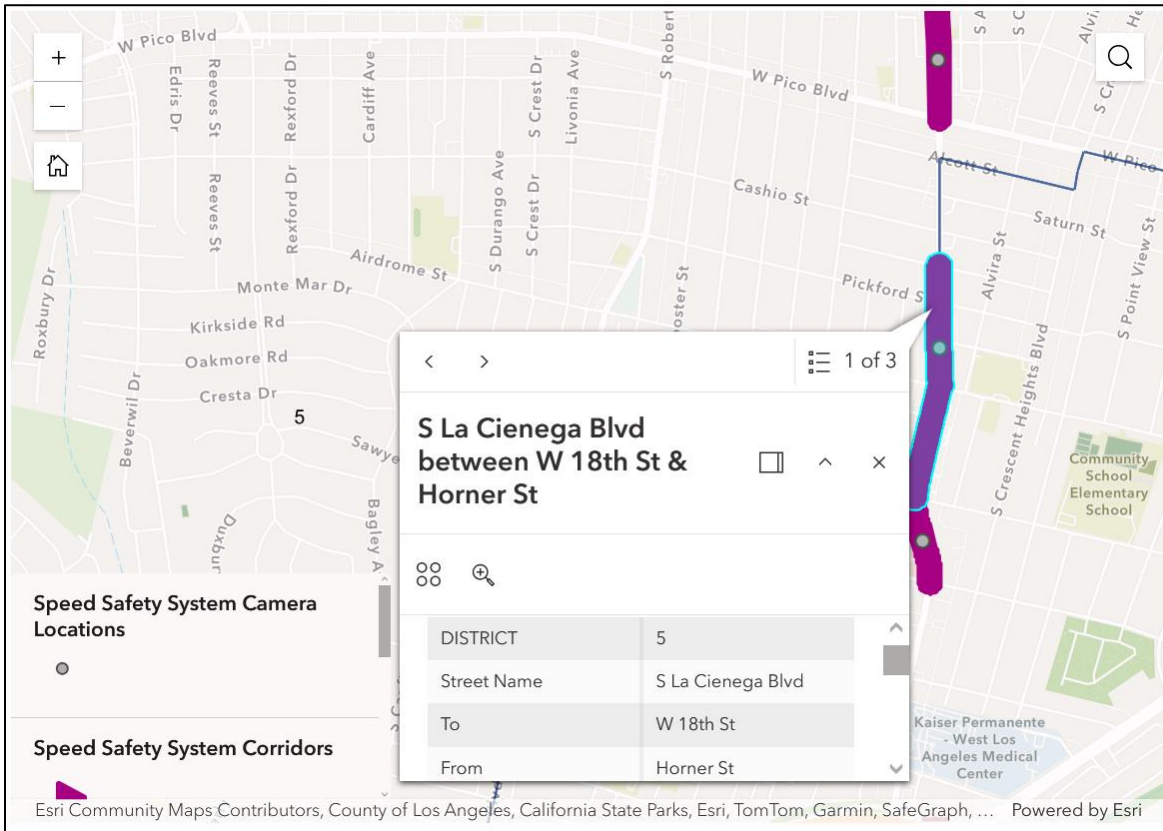 +
W Pico Blvd
Edris Dr
Reeves St
Rexford Dr
Cardiff Ave
S Crest Dr
Livonia Ave
S Robert
W Pico Blvd
S A
S C
Alvi
He
S Cr
–
Alcott St
W Pico
Reeves St
Rexford Dr
S Durango Ave
S Crest Dr
Cashio St
Saturn St
Airdrome St
Alvira St
S Point View St
Monte Mar Dr
Pickford S
Roxbury Dr
Kirkside Rd
oster St
Oakmore Rd
Cresta Dr
Beverwil Dr
5
Sawye
S Crescent Heights Blvd
Bagley A
Duxbur
< >
1 of 3
S La Cienega Blvd
between W 18th St &
Horner St
Community
School
Elementary
School
DISTRICT 5
Street Name S La Cienega Blvd
To W 18th St
From Horner St
Speed Safety System Camera
Locations
Speed Safety System Corridors
S C
Kaiser Permanente
- West Los
Angeles Medical
Center
Esri Community Maps Contributors, County of Los Angeles, California State Parks, Esri, TomTom, Garmin, SafeGraph, ... Powered by Esri